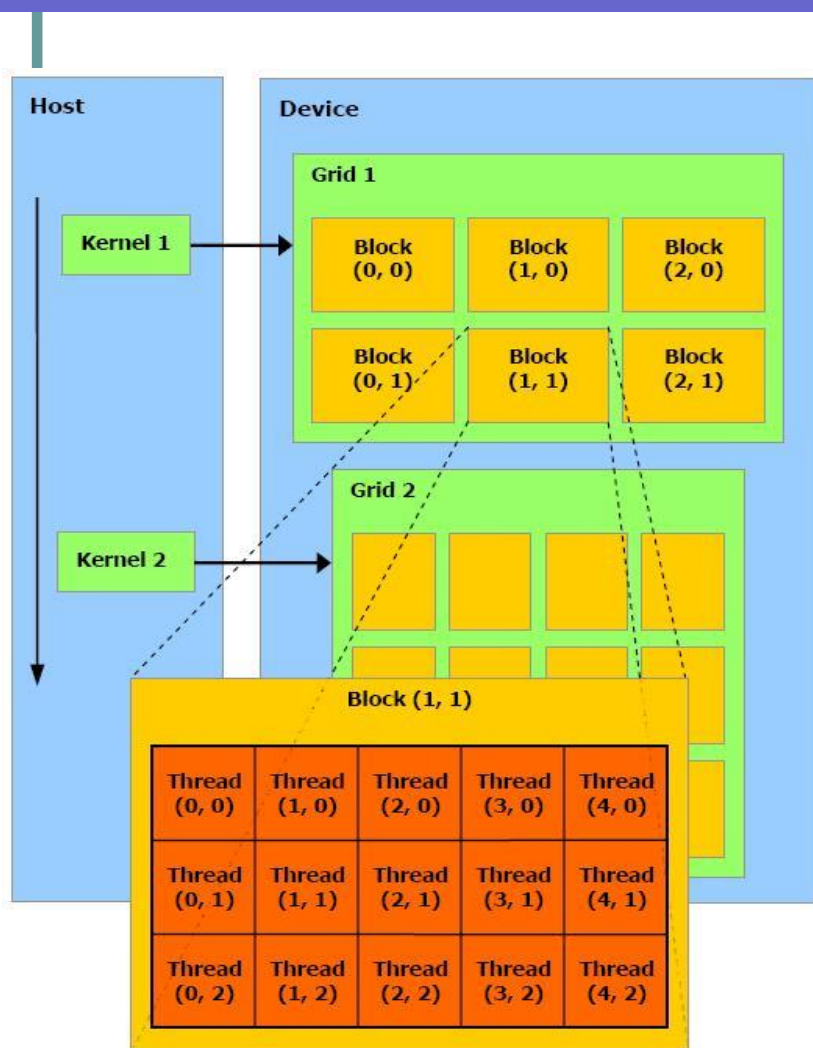 Host
Device
Grid 1
Kernel 1
Block
(0, 0)
Block
(1, 0)
Block
(2, 0)
Block
(0, 1)
Block
(1, 1)
Block
(2, 1)
Grid 2
Kernel 2
Block (1, 1)
Thread
(0, 0)
Thread
(1, 0)
Thread
(2, 0)
Thread
(3, 0)
Thread
(4, 0)
Thread
(0, 1)
Thread
(1, 1)
Thread
(2, 1)
Thread
(3, 1)
Thread
(4, 1)
Thread
(0, 2)
Thread
(1, 2)
Thread
(2, 2)
Thread
(3, 2)
Thread
(4, 2)